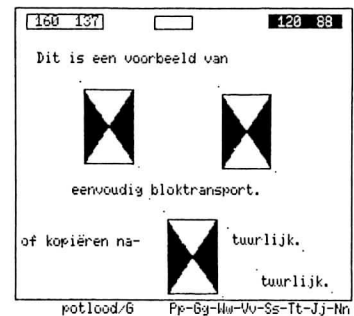 160 137 120 88
Dit is een voorbeeld van
eenvoudig bloktransport.
of kopiëren na- tuurlijk.
tuurlijk.
potlood/G Pp-Gg-Ww-Vv-Ss-Tt-Jj-Nn